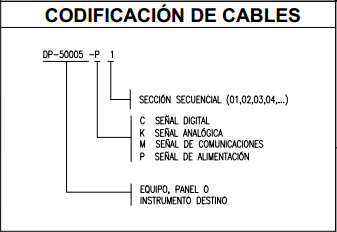 CODIFICACIÓN DE CABLES
DP-50005 -P 1
SECCIÓN SECUENCIAL (01,02,03,04,...)
C SEÑAL DIGITAL
K SEÑAL ANALÓGICA
M SEÑAL DE COMUNICACIONES
P SEÑAL DE ALIMENTACIÓN
EQUIPO, PANEL O
INSTRUMENTO DESTINO